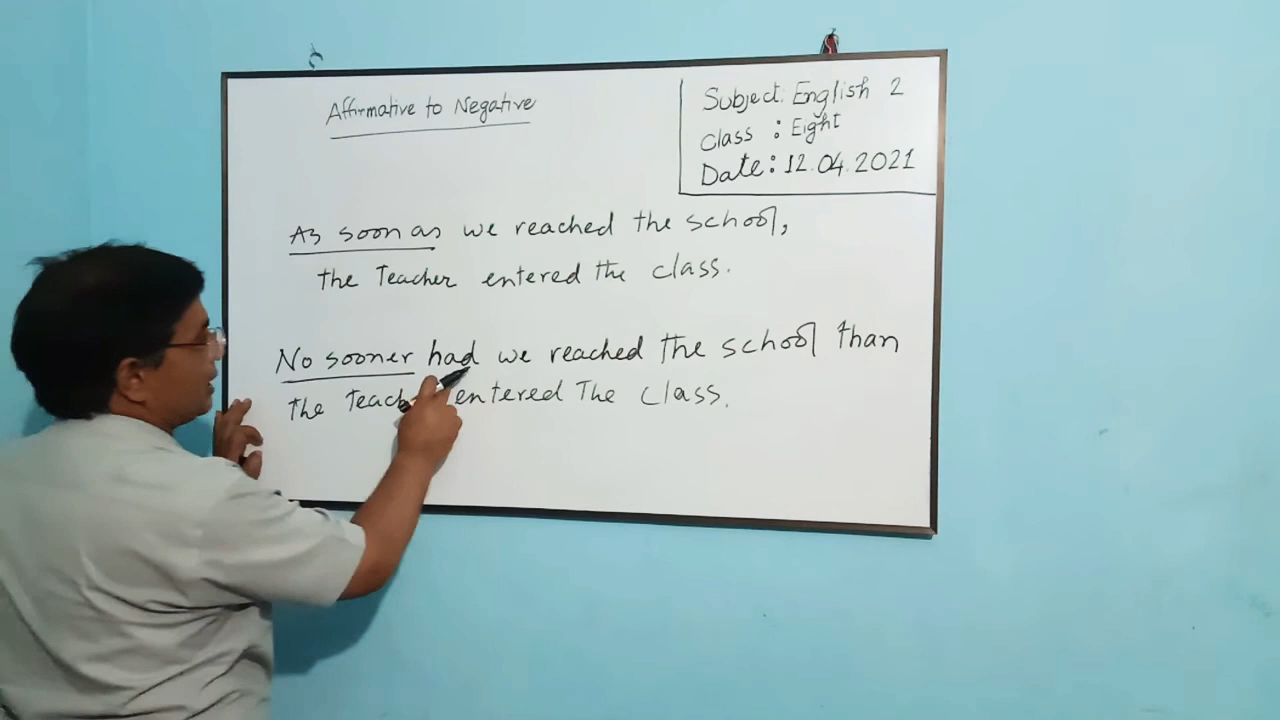 Affirmative to Negative
Subject: English 2
Class : Eight
Date: 12.04.2021
As soon as we reached the school,
the Teacher entered the class.
No sooner had we reached the school than
the Teach entered The class.